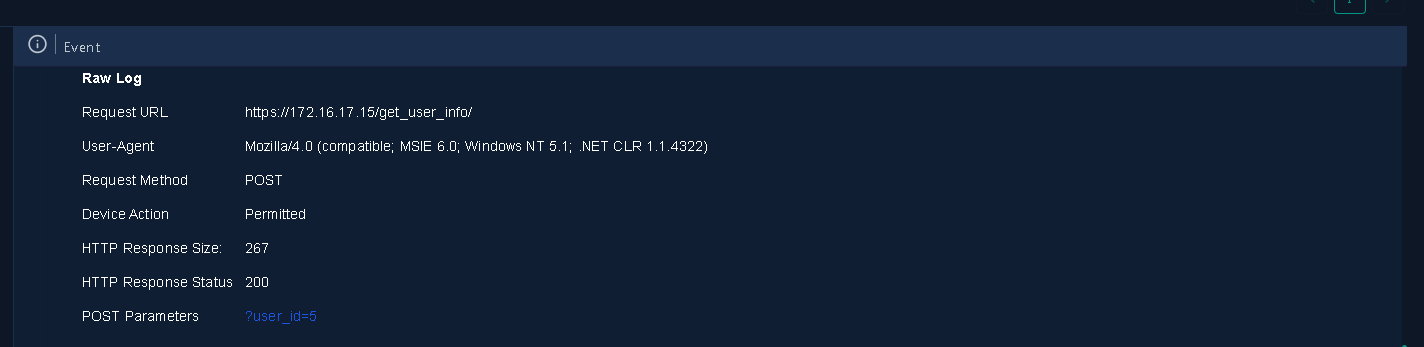 Event
Raw Log
Request URL https://172.16.17.15/get_user_info/
User-Agent Mozilla/4.0 (compatible; MSIE 6.0; Windows NT 5.1; .NET CLR 1.1.4322)
Request Method POST
Device Action Permitted
HTTP Response Size: 267
HTTP Response Status 200
POST Parameters ?user_id=5